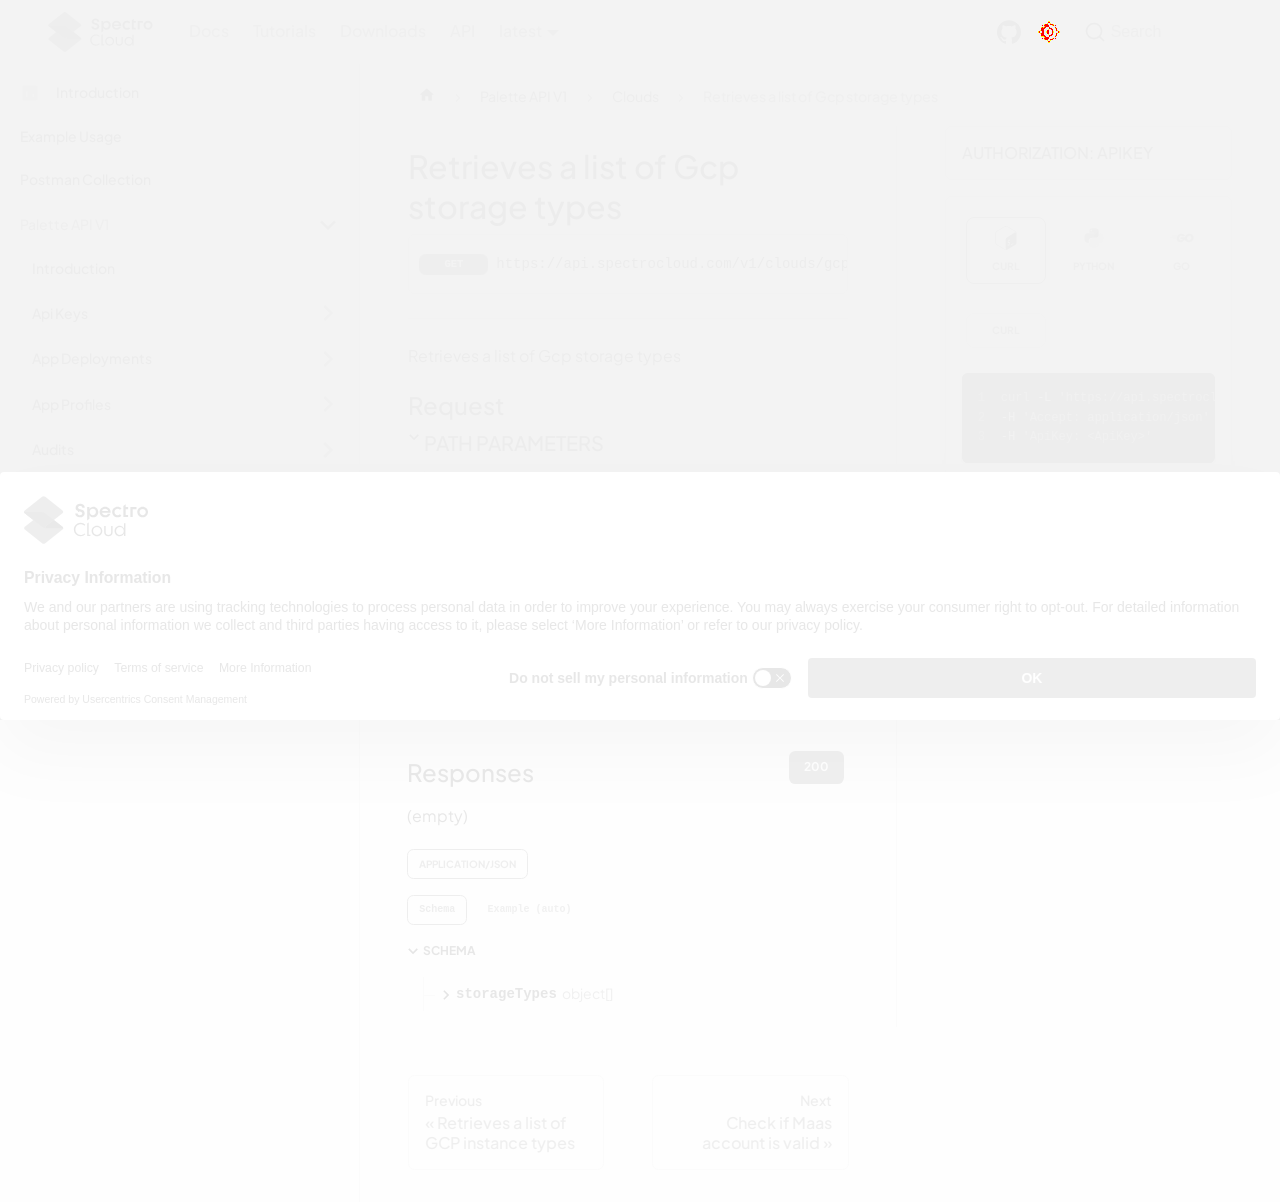 Spectro Cloud
Docs Tutorials Downloads API latest
Search
Introduction
Example Usage
Postman Collection
Palette API V1
Introduction
Api Keys
App Deployments
App Profiles
Audits
Palette API V1
Clouds
Retrieves a list of Gcp storage types
Retrieves a list of Gcp
storage types
GET https://api.spectrocloud.com/v1/clouds/gcp
Retrieves a list of Gcp storage types
Request
PATH PARAMETERS
AUTHORIZATION: APIKEY
CURL PYTHON GO
CURL
Spectro
Cloud
Privacy Information
We and our partners are using tracking technologies to process personal data in order to improve your experience. You may always exercise your consumer right to opt-out. For detailed information
about personal information we collect and third parties having access to it, please select 'More Information' or refer to our privacy policy.
Privacy policy Terms of service More Information
Powered by Usercentrics Consent Management
Do not sell my personal information
OK
Responses
200
(empty)
APPLICATION/JSON
Schema Example (auto)
SCHEMA
storageTypes object[]
Previous
« Retrieves a list of
GCP instance types
Next
Check if Maas
account is valid »